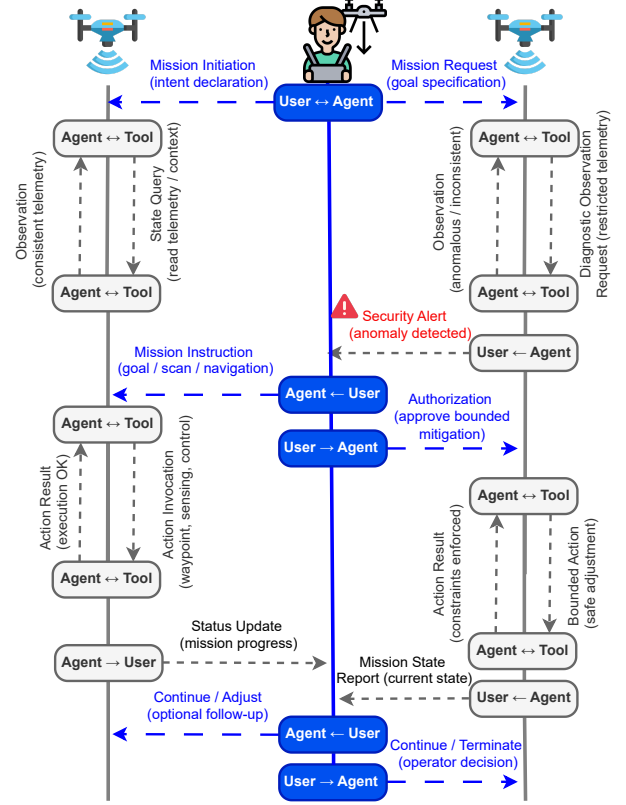 Mission Initiation
(intent declaration)
Mission Request
(goal specification)
User ↔ Agent
Agent ↔ Tool
Agent ↔ Tool
Observation
(consistent telemetry)
State Query
(read telemetry / context)
Observation
(anomalous / inconsistent)
Diagnostic Observation
Request (restricted telemetry)
Agent ↔ Tool
Agent ↔ Tool
Security Alert
(anomaly detected)
User ← Agent
Mission Instruction
(goal / scan / navigation)
Agent ← User
Authorization
(approve bounded
mitigation)
Agent ↔ Tool
User → Agent
Action Result
(execution OK)
Action Invocation
(waypoint, sensing, control)
Agent ↔ Tool
Action Result
(constraints enforced)
Bounded Action
(safe adjustment)
Agent ↔ Tool
Status Update
(mission progress)
Agent → User
Agent ↔ Tool
Mission State
Report (current state)
User ← Agent
Continue / Adjust
(optional follow-up)
Agent ← User
Continue / Terminate
(operator decision)
User → Agent